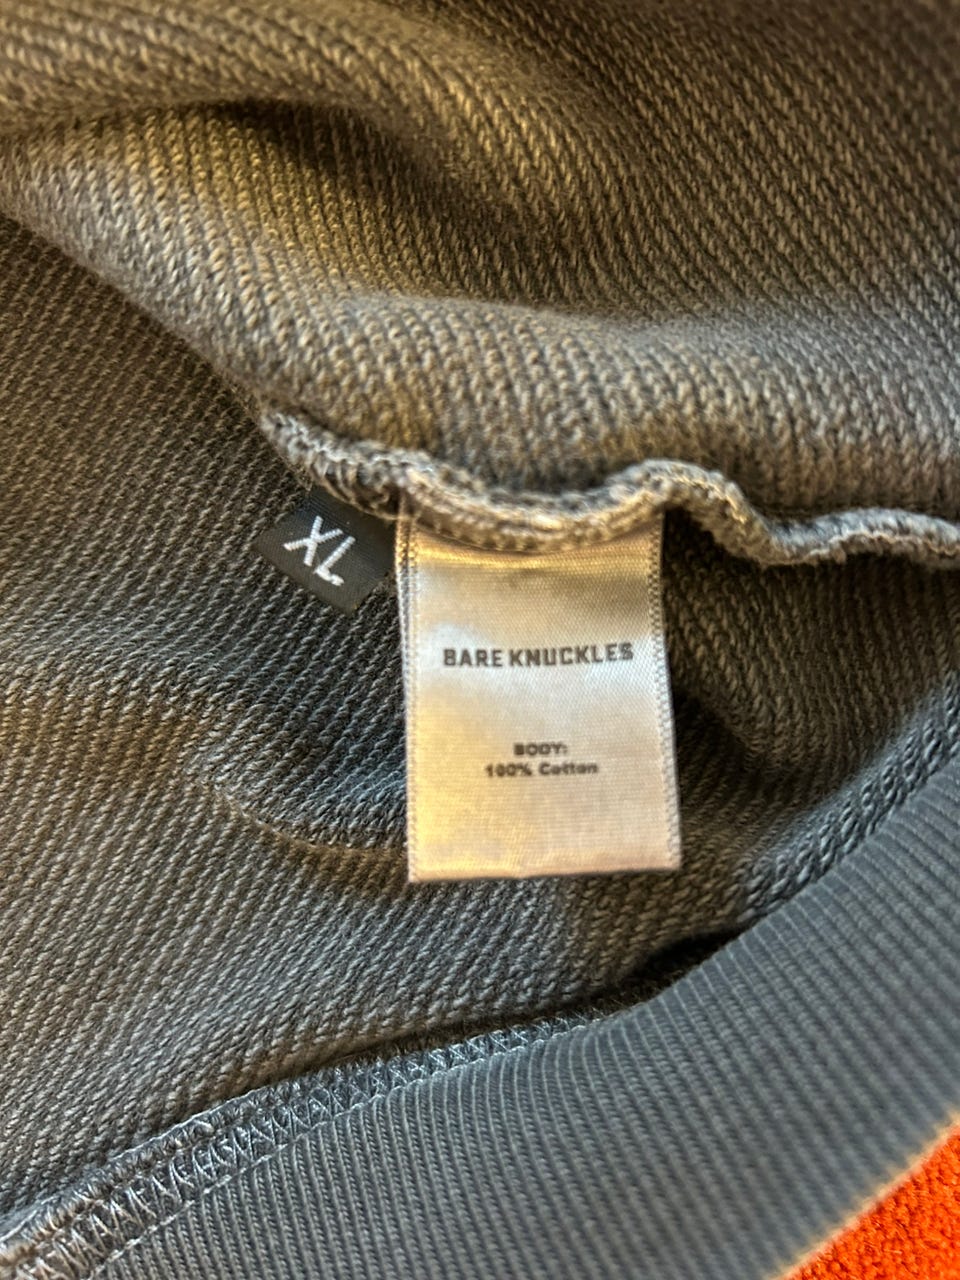 XL
BARE KNUCKLES
BODY:
100% Cotton